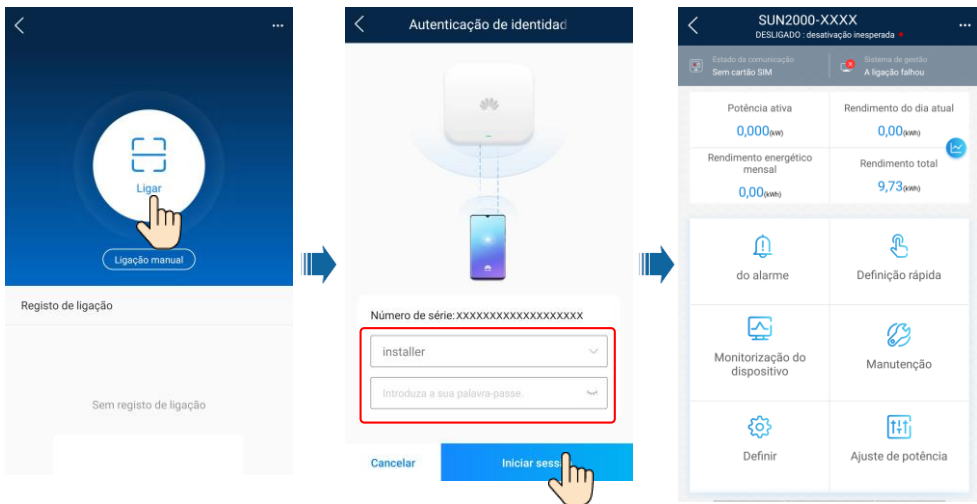 Ligar
Ligação manual
Registo de ligação
Sem registo de ligação
Autenticação de identidad
Número de série:XXXXXXXXXXXXXXXXXXX
installer
Introduza a sua palavra-passe.
Cancelar
Iniciar sess
SUN2000-XXXX
DESLIGADO : desativação inesperada
Estado da comunicação
Sem cartão SIM
Sistema de gestão
A ligação falhou
Potência ativa
0,000(kW)
Rendimento do dia atual
0,00(kWh)
Rendimento energético
mensal
0,00(kWh)
Rendimento total
9,73(kWh)
do alarme
Definição rápida
Monitorização do
dispositivo
Manutenção
Definir
Ajuste de potência